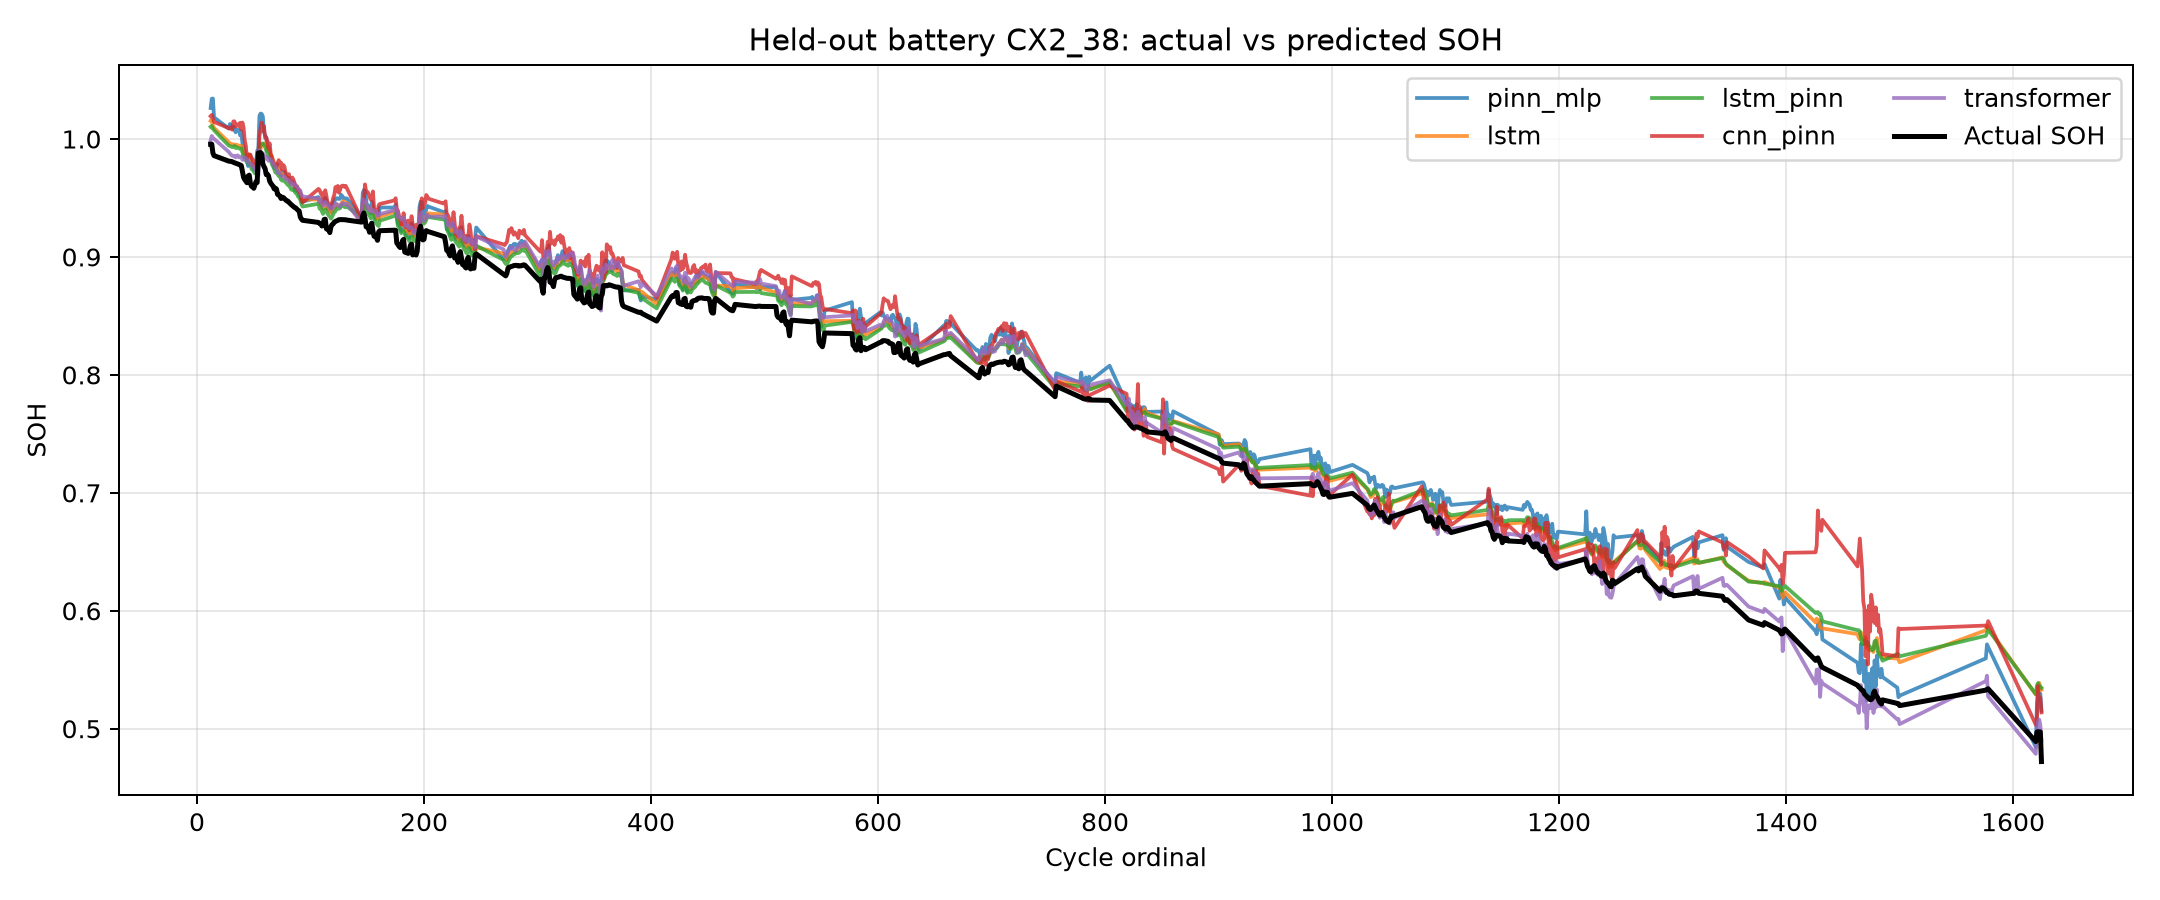 Held-out battery CX2_38: actual vs predicted SOH
pinn_mlp lstm_pinn transformer
lstm cnn_pinn Actual SOH
1.0
0.9
0.8
0.7
0.6
0.5
SOH
0 200 400 600 800 1000 1200 1400 1600
Cycle ordinal